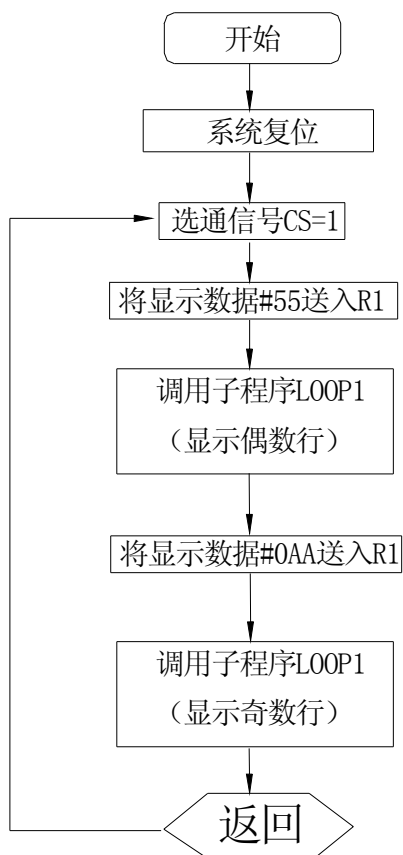 开始
系统复位
选通信号CS=1
将显示数据#55送入R1
调用子程序LOOP1
（显示偶数行）
将显示数据#0AA送入R1
调用子程序LOOP1
（显示奇数行）
返回